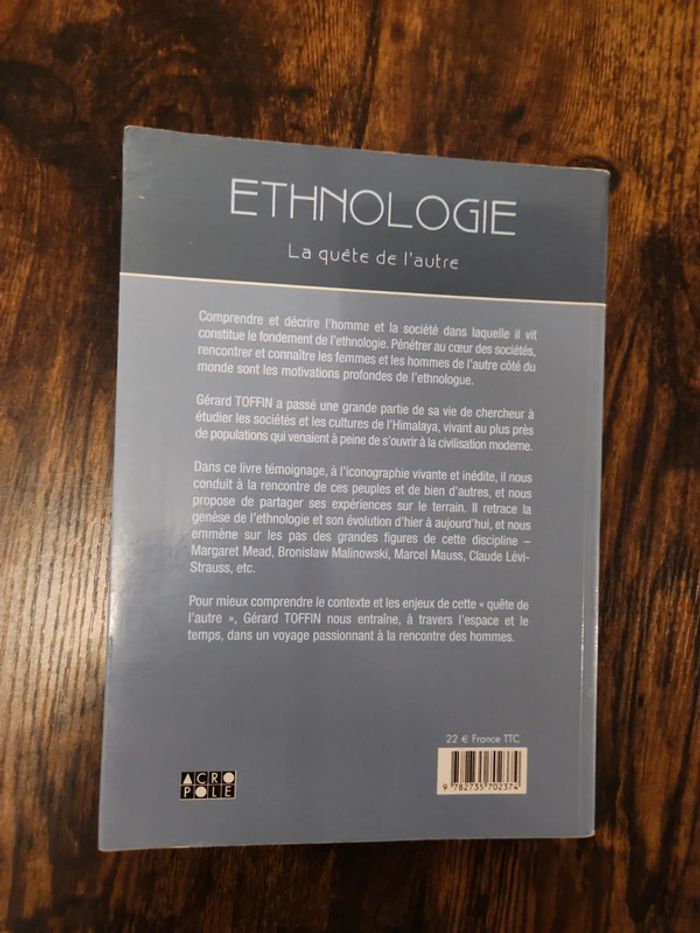 ETHNOLOGIE
La quête de l'autre
Comprendre et décrire l'homme et la société dans laquelle il vit
constitue le fondement de l'ethnologie. Pénétrer au cœur des sociétés,
rencontrer et connaître les femmes et les hommes de l'autre côté du
monde sont les motivations profondes de l'ethnologue.
Gérard TOFFIN a passé une grande partie de sa vie de chercheur à
étudier les sociétés et les cultures de l'Himalaya, vivant au plus près
de populations qui venaient à peine de s'ouvrir à la civilisation moderne.
Dans ce livre témoignage, à l'iconographie vivante et inédite, il nous
conduit à la rencontre de ces peuples et de bien d'autres, et nous
propose de partager ses expériences sur le terrain. Il retrace la
genèse de l'ethnologie et son évolution d'hier à aujourd'hui, et nous
emmène sur les pas des grandes figures de cette discipline –
Margaret Mead, Bronislaw Malinowski, Marcel Mauss, Claude Lévi-
Strauss, etc.
Pour mieux comprendre le contexte et les enjeux de cette « quête de
l'autre », Gérard TOFFIN nous entraîne, à travers l'espace et le
temps, dans un voyage passionnant à la rencontre des hommes.
22 € France TTC
ACRO
POLE
9 782735 702374